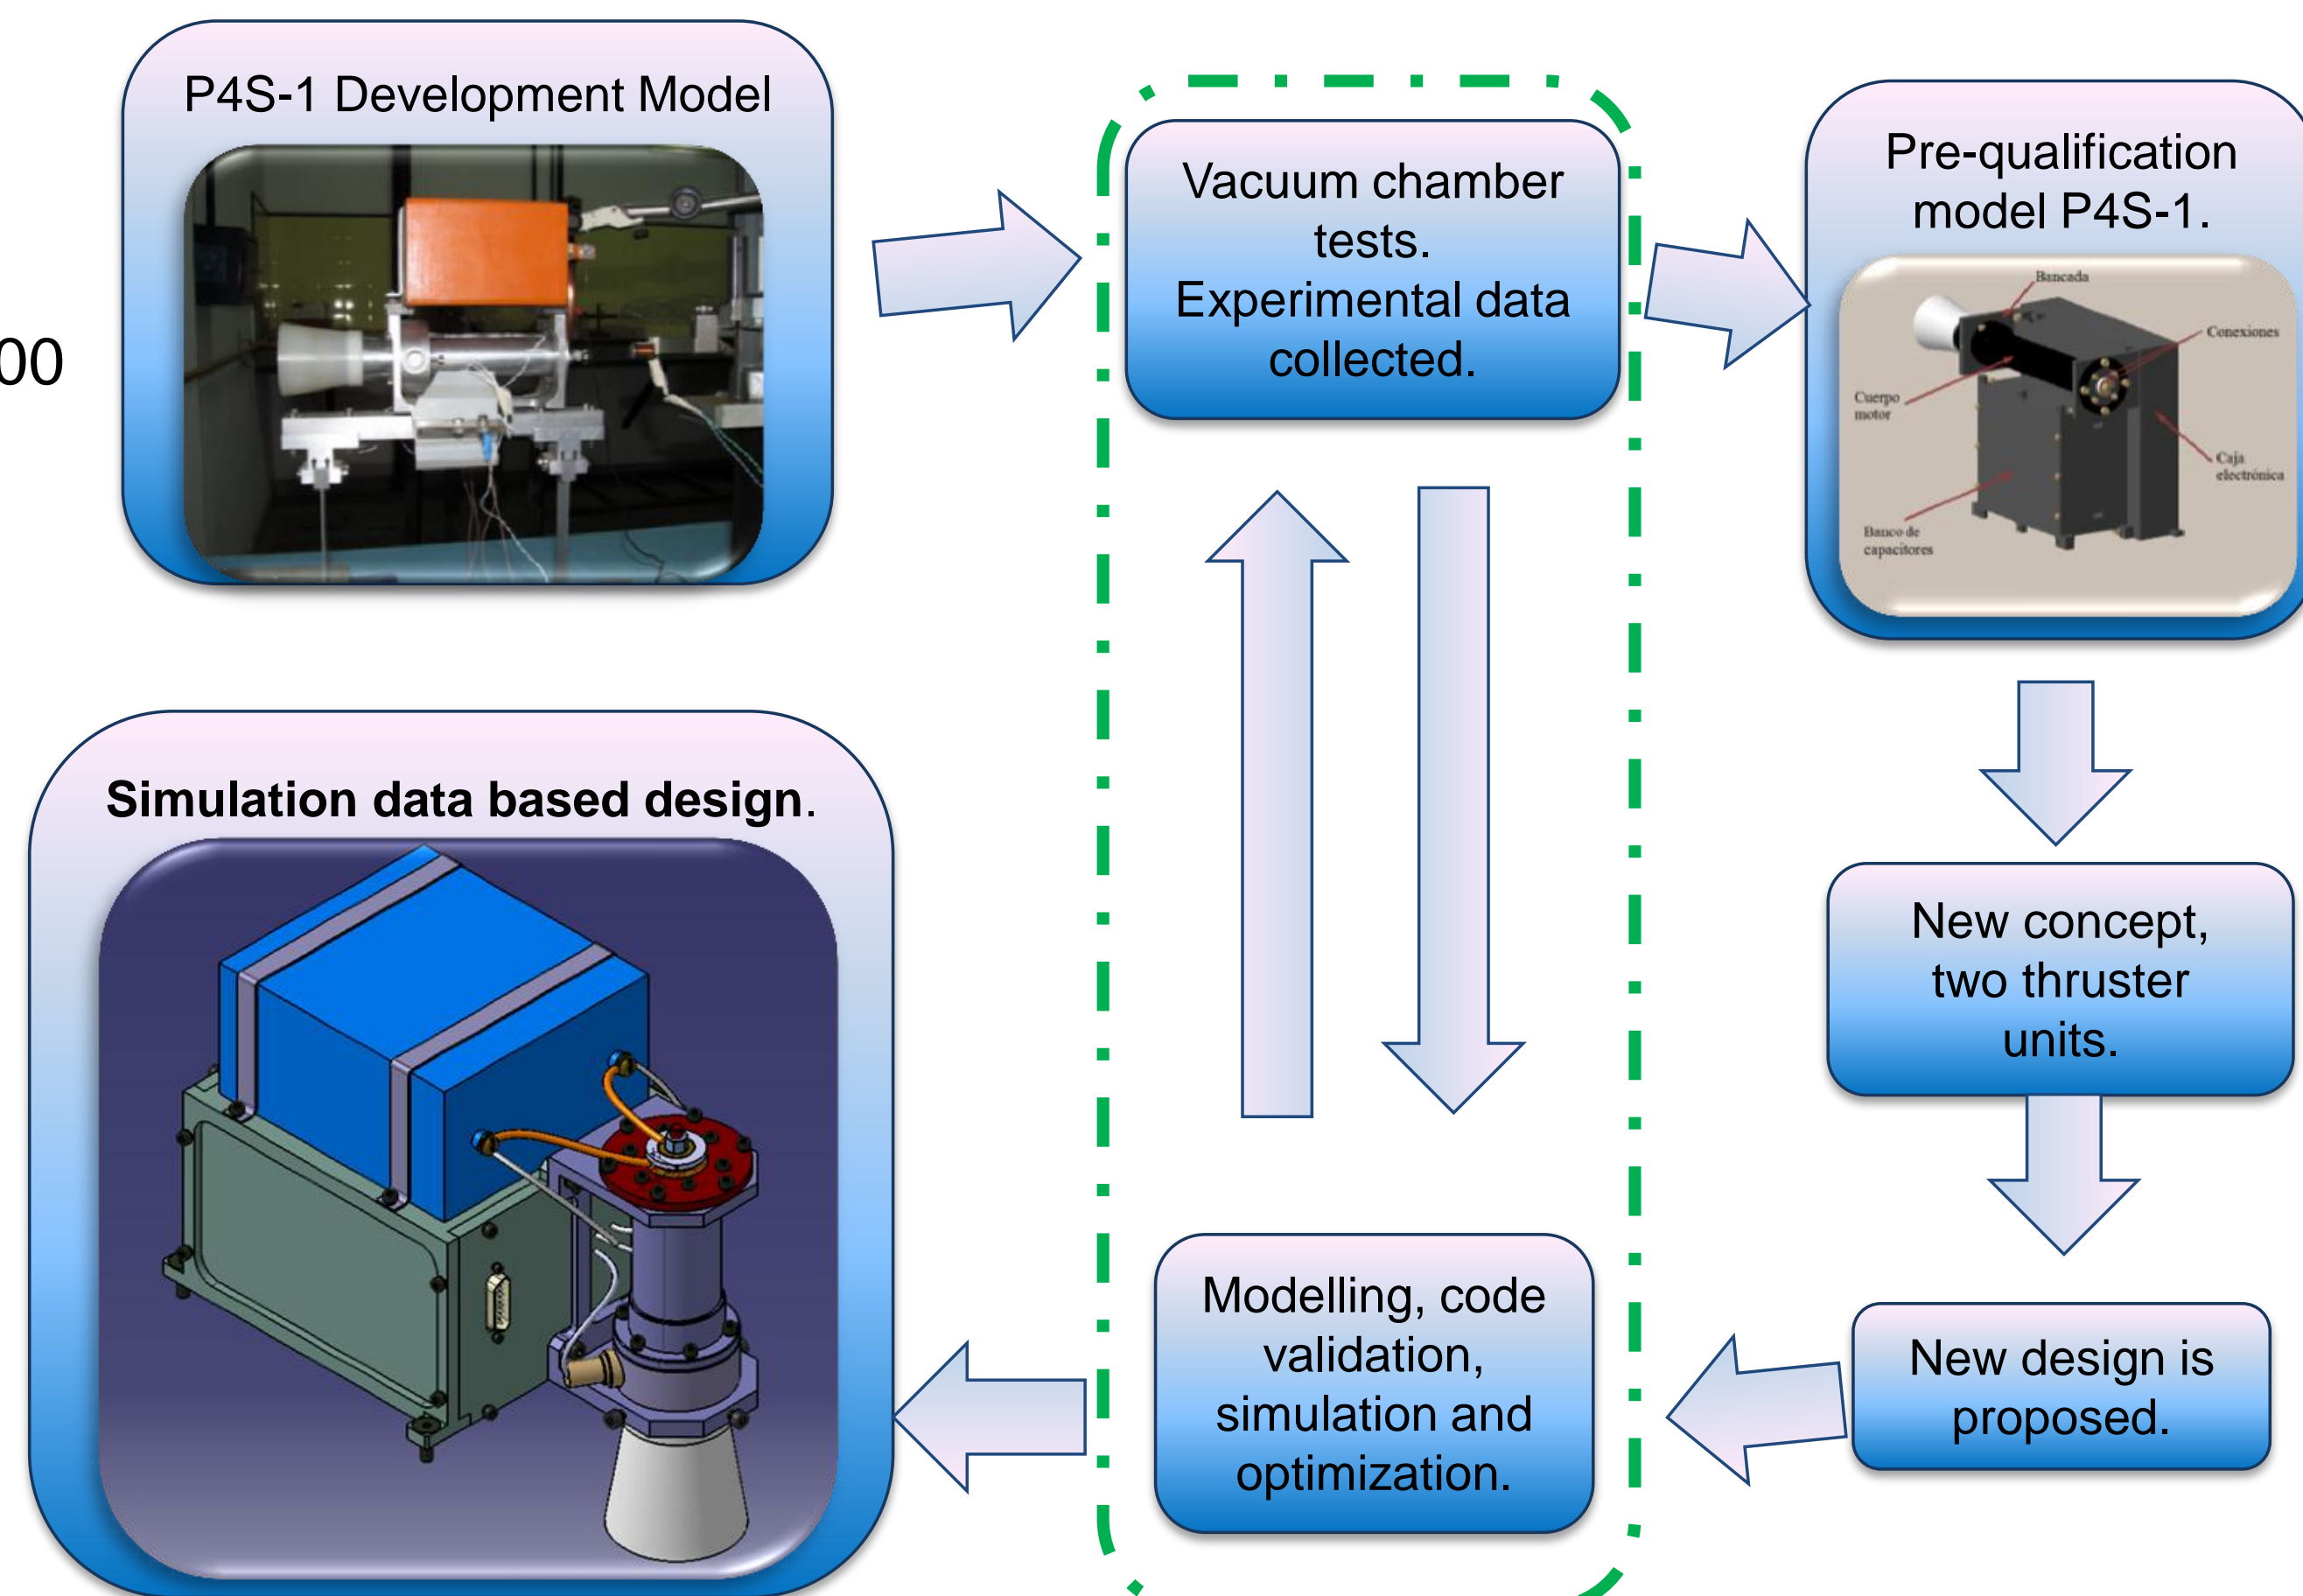 P4S-1 Development Model
00
Vacuum chamber
tests.
Experimental data
collected.
Pre-qualification
model P4S-1.
Bancada
Conexiones
Cuerpo
motor
Caja
electrónica
Banco de
capacitores
New concept,
two thruster
units.
New design is
proposed.
Modelling, code
validation,
simulation and
optimization.
Simulation data based design.